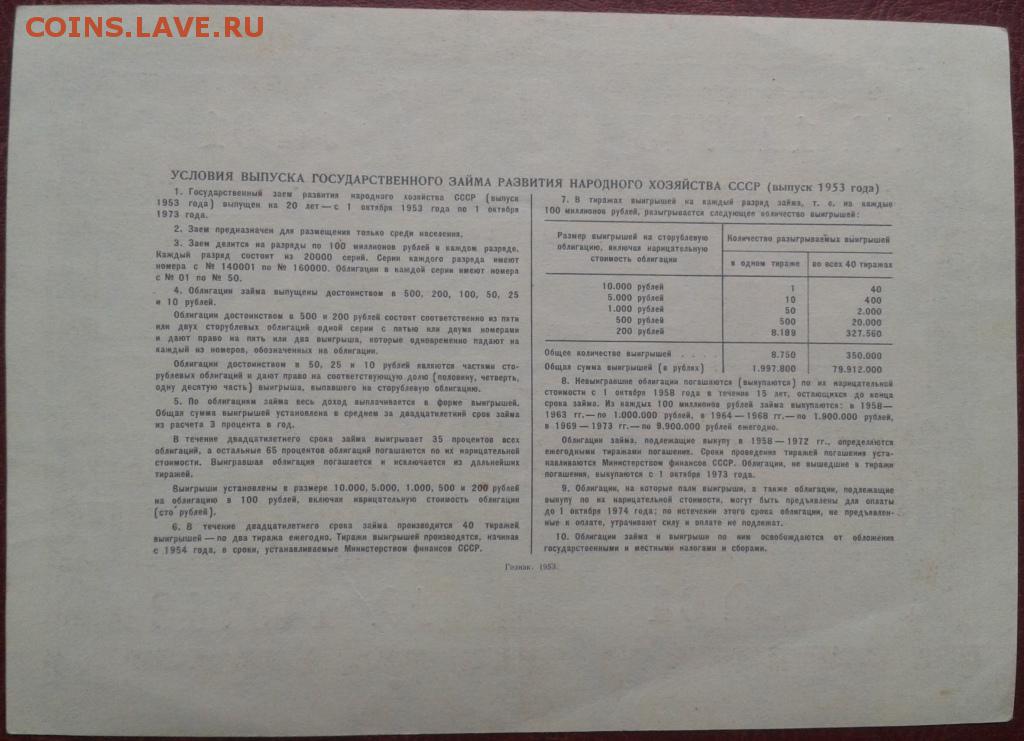 COINS.LAVE.RU
УСЛОВИЯ ВЫПУСКА ГОСУДАРСТВЕННОГО ЗАЙМА РАЗВИТИЯ НАРОДНОГО ХОЗЯЙСТВА СССР (выпуск 1953 года)
1. Государственный заем развития народного хозяйства СССР (выпуск
1953 года) выпущен на 20 лет — с 1 октября 1953 года по 1 октября
1973 года.
2. Заем предназначен для размещения только среди населения.
3. Заем делится на разряды по 100 миллионов рублей в каждом разряде.
Каждый разряд состоит из 20000 серий. Серии каждого разряда имеют
номера с № 140001 по № 160000. Облигации в каждой серии имеют номера
с № 01 по № 50.
4. Облигации займа выпущены достоинством в 500, 200, 100, 50, 25
и 10 рублей.
Облигации достоинством в 500 и 200 рублей состоят соответственно из пяти
или двух сторублевых облигаций одной серии с пятью или двумя номерами
и дают право на пять или два выигрыша, которые одновременно падают на
каждый из номеров, обозначенных на облигации.
Облигации достоинством в 50, 25 и 10 рублей являются частями сто-
рублевых облигаций и дают право на соответствующую долю (половину, четверть,
одну десятую часть) выигрыша, выпавшего на сторублевую облигацию.
5. По облигациям займа весь доход выплачивается в форме выигрышей.
Общая сумма выигрышей установлена в среднем за двадцатилетний срок займа
из расчета 3 процента в год.
В течение двадцатилетнего срока займа выигрывает 35 процентов всех
облигаций, а остальные 65 процентов облигаций погашаются по их нарицательной
стоимости. Выигравшая облигация погашается и исключается из дальнейших
тиражей.
Выигрыши установлены в размере 10.000, 5.000, 1.000, 500 и 200 рублей
на облигацию в 100 рублей, включая нарицательную стоимость облигации
(сто рублей).
6. В течение двадцатилетнего срока займа производится 40 тиражей
выигрышей — по два тиража ежегодно. Тиражи выигрышей производятся, начиная
с 1954 года, в сроки, устанавливаемые Министерством финансов СССР.
7. В тиражах выигрышей на каждый разряд займа, т. е. на каждые
100 миллионов рублей, разыгрывается следующее количество выигрышей:
Размер выигрышей на сторублевую
облигацию, включая нарицательную
стоимость облигации
Количество разыгрываемых выигрышей
в одном тираже во всех 40 тиражах
10.000 рублей 1 40
5.000 рублей 10 400
1.000 рублей 50 2.000
500 рублей 500 20.000
200 рублей 8.189 327.560
Общее количество выигрышей . . . . 8.750 350.000
Общая сумма выигрышей (в рублях) . 1.997.800 79.912.000
8. Невыигравшие облигации погашаются (выкупаются) по их нарицательной
стоимости с 1 октября 1958 года в течение 15 лет, остающихся до конца
срока займа. Из каждых 100 миллионов рублей займа выкупаются: в 1958—
1963 гг.— по 1.000.000 рублей, в 1964—1968 гг.— по 1.900.000 рублей,
в 1969—1973 гг.— по 9.900.000 рублей ежегодно.
Облигации займа, подлежащие выкупу в 1958—1972 гг., определяются
ежегодными тиражами погашения. Сроки проведения тиражей погашения уста-
навливаются Министерством финансов СССР. Облигации, не вышедшие в тиражи
погашения, выкупаются с 1 октября 1973 года.
9. Облигации, на которые пали выигрыши, а также облигации, подлежащие
выкупу по их нарицательной стоимости, могут быть предъявлены для оплаты
до 1 октября 1974 года; по истечении этого срока облигации, не предъявлен-
ные к оплате, утрачивают силу и оплате не подлежат.
10. Облигации займа и выигрыши по ним освобождаются от обложения
государственными и местными налогами и сборами.
Гознак. 1953.